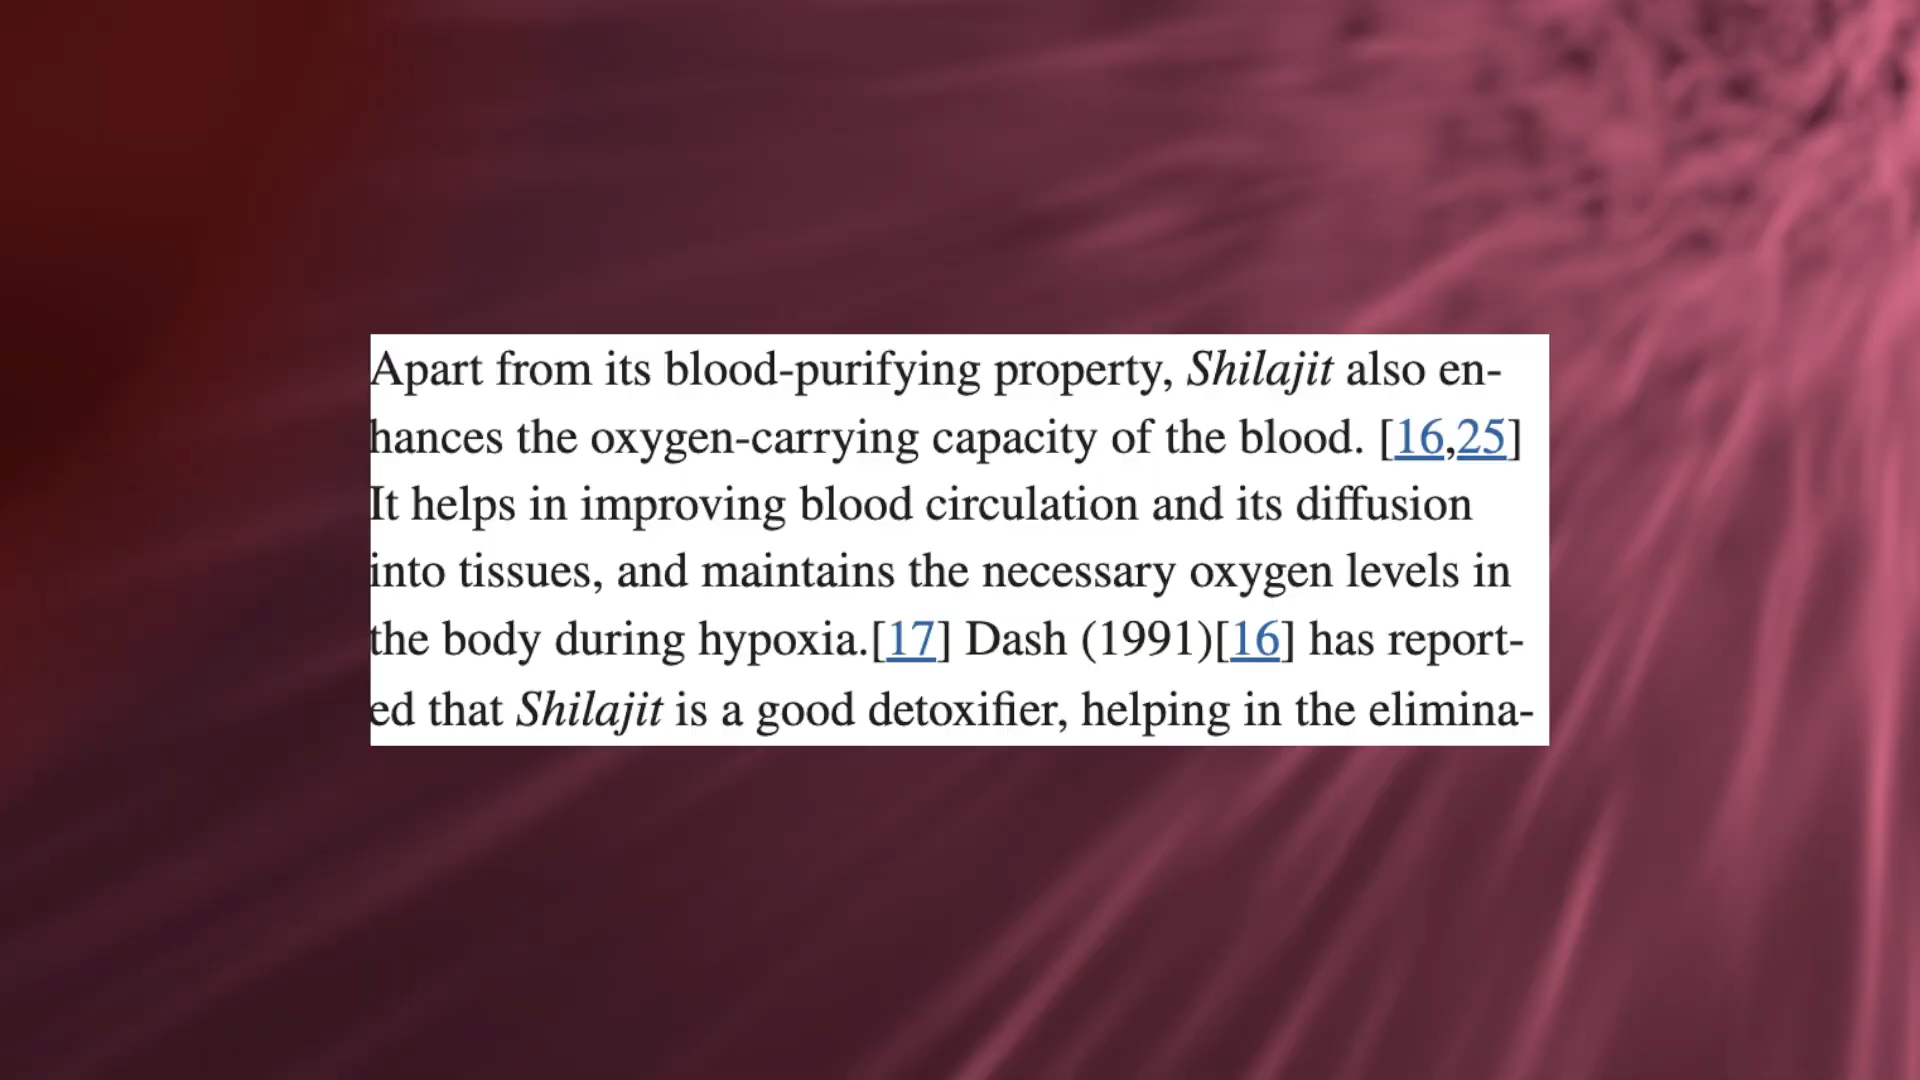 Apart from its blood-purifying property, Shilajit also en-
hances the oxygen-carrying capacity of the blood. [16,25]
It helps in improving blood circulation and its diffusion
into tissues, and maintains the necessary oxygen levels in
the body during hypoxia.[17] Dash (1991)[16] has report-
ed that Shilajit is a good detoxifier, helping in the elimina-